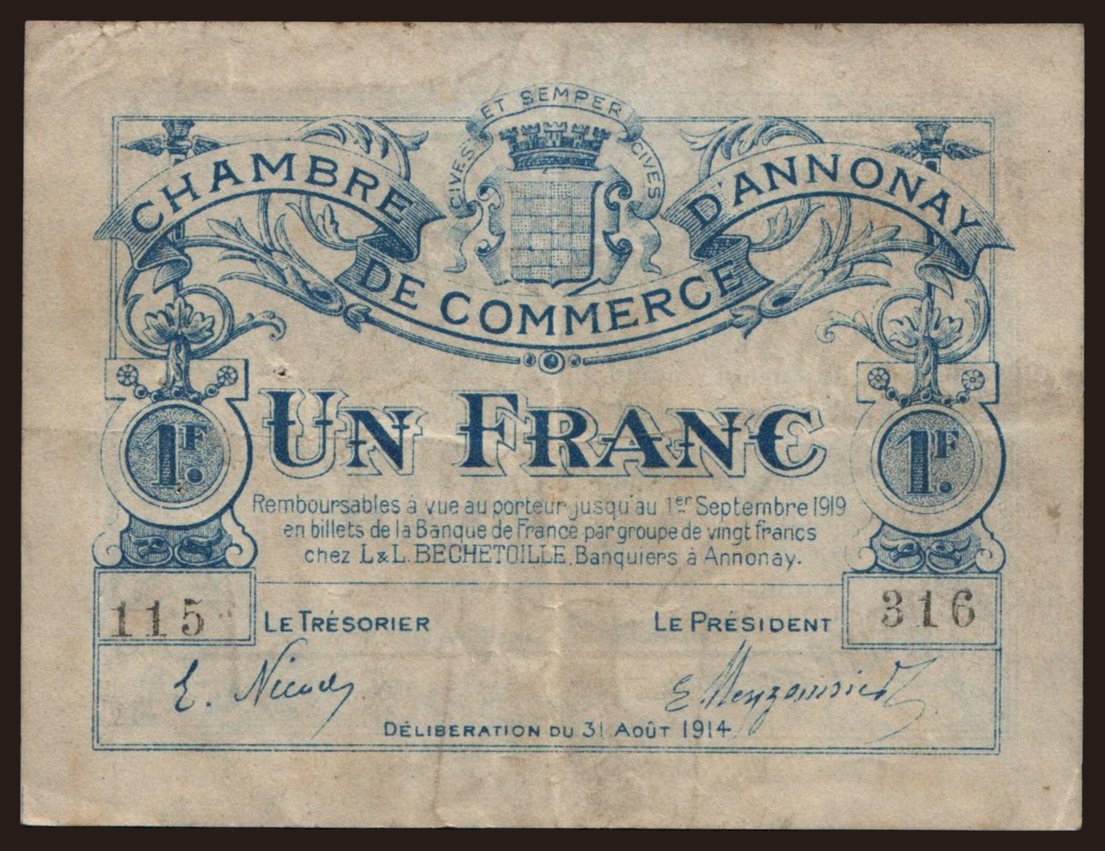 CIVES ET SEMPER CIVES
CHAMBRE DE COMMERCE D'ANNONAY
UN FRANC
1F.
1F.
Remboursables à vue au porteur jusqu'au 1er Septembre 1919
en billets de la Banque de France par groupe de vingt francs
chez L & L. BECHETOILLE, Banquiers à Annonay.
115
LE TRÉSORIER
LE PRÉSIDENT
316
E.
E.
DÉLIBERATION DU 31 AOÛT 1914